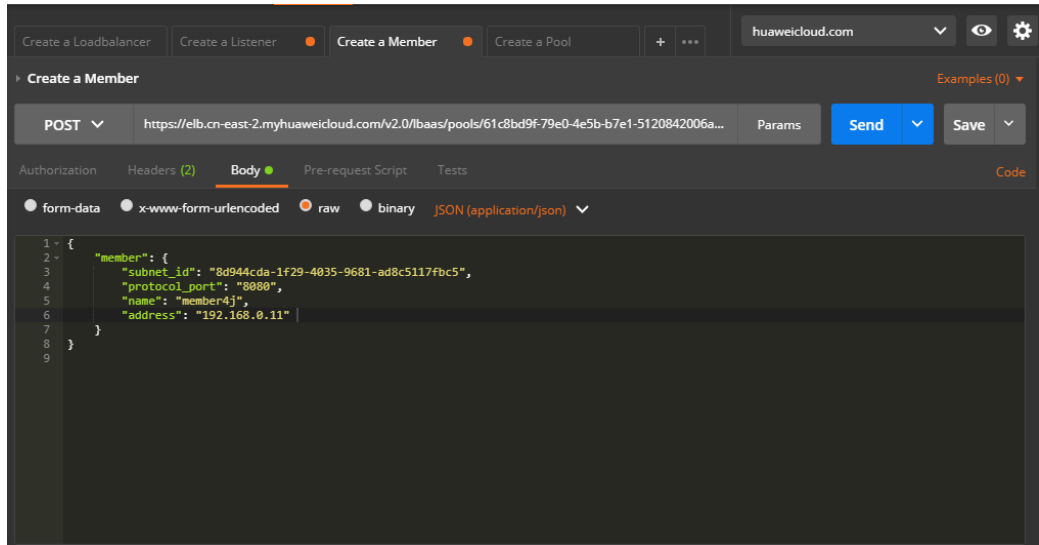 Create a Loadbalancer Create a Listener Create a Member Create a Pool + ••• huaweicloud.com
Create a Member Examples (0)
POST https://elb.cn-east-2.myhuaweicloud.com/v2.0/lbaas/pools/61c8bd9f-79e0-4e5b-b7e1-5120842006a... Params Send Save
Authorization Headers (2) Body Pre-request Script Tests Code
form-data x-www-form-urlencoded raw binary JSON (application/json)
1 {
2 "member": {
3 "subnet_id": "8d944cda-1f29-4035-9681-ad8c5117fbc5",
4 "protocol_port": "8080",
5 "name": "member4j",
6 "address": "192.168.0.11"
7 }
8 }
9